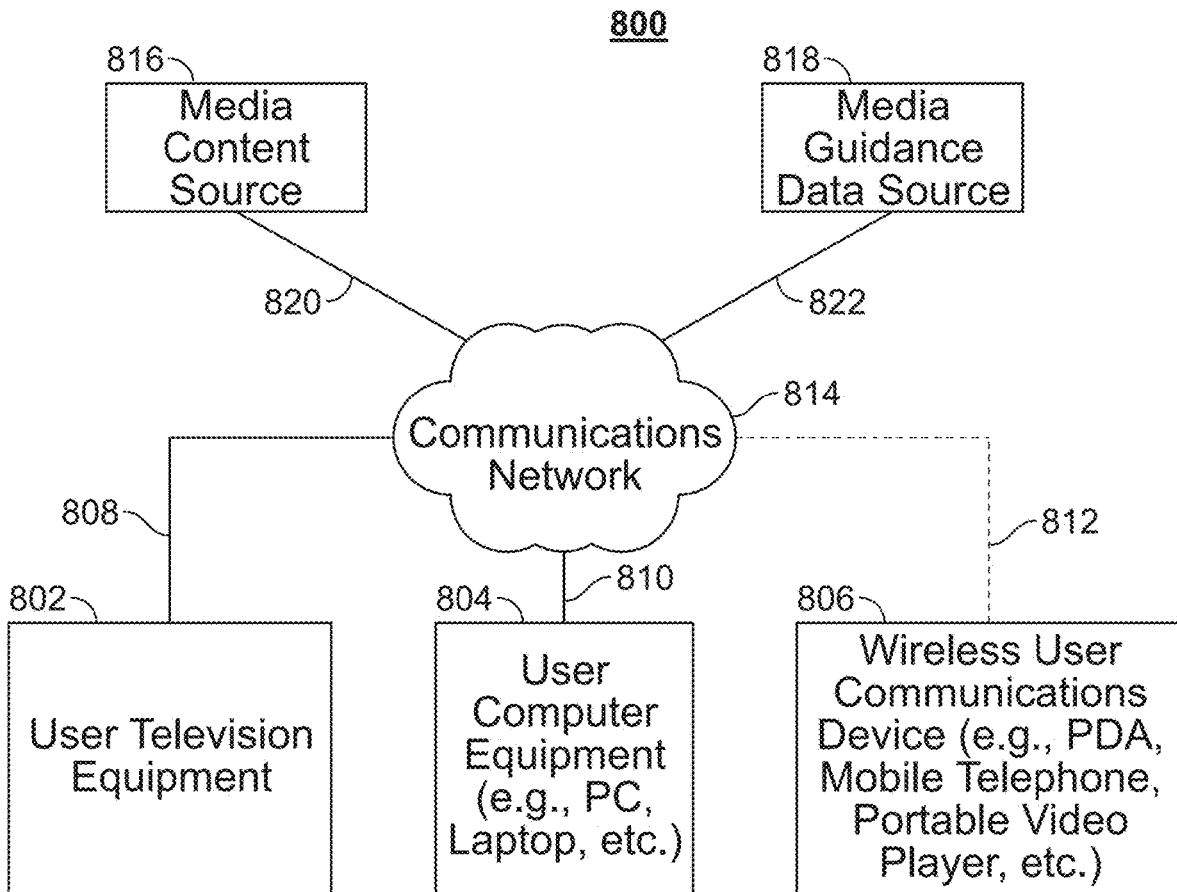 800
816
Media
Content
Source
818
Media
Guidance
Data Source
820
822
814
Communications
Network
808
812
810
802
User Television
Equipment
804
User
Computer
Equipment
(e.g., PC,
Laptop, etc.)
806
Wireless User
Communications
Device (e.g., PDA,
Mobile Telephone,
Portable Video
Player, etc.)